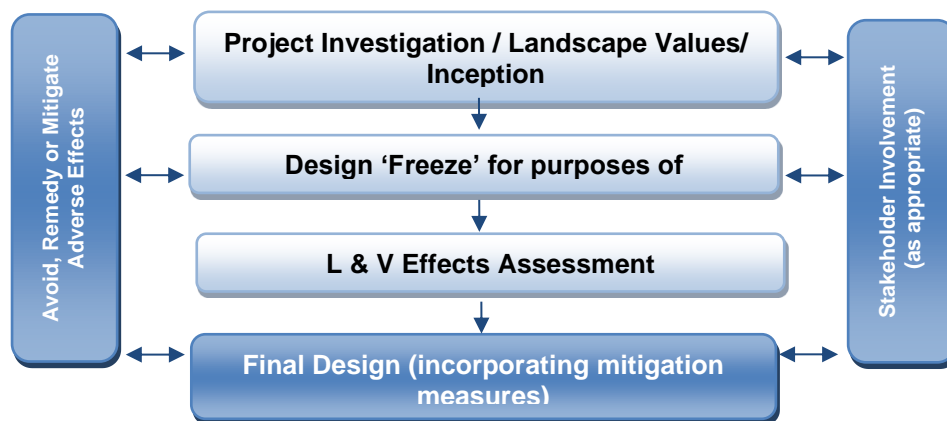 Avoid, Remedy or Mitigate
Adverse Effects
Project Investigation / Landscape Values/
Inception
Design ‘Freeze’ for purposes of
L & V Effects Assessment
Final Design (incorporating mitigation
measures)
Stakeholder Involvement
(as appropriate)